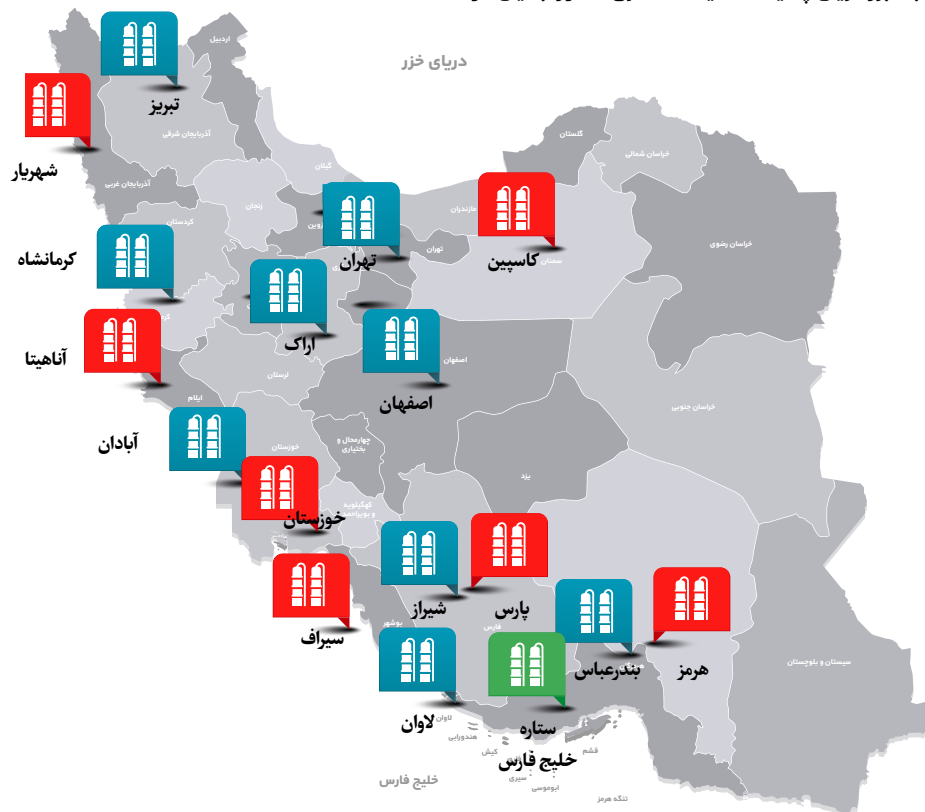 اردبیل
دریای خزر
تبریز
آذربایجان شرقی
گلستان
خراسان شمالی
شهریار
گیلان
آذربایجان غربی
زنجان
مازندران
کردستان
تهران
خراسان رضوی
کرمانشاه
تهران
کاسپین
سمنان
اراک
آناهیتا
اصفهان
لرستان
اصفهان
ایلام
خراسان جنوبی
آبادان
چهارمحال و
بختیاری
خوزستان
یزد
کهگیلویه
و بویراحمد
خوزستان
شیراز
پارس
سیراف
بوشهر
فارس
بندرعباس
هرمز
سیستان و بلوچستان
لاوان
لاوان
ستاره
خلیج فارس
هندورابی
کیش
قشم
سیری
ابوموسی
خلیج فارس
تنگه هرمز